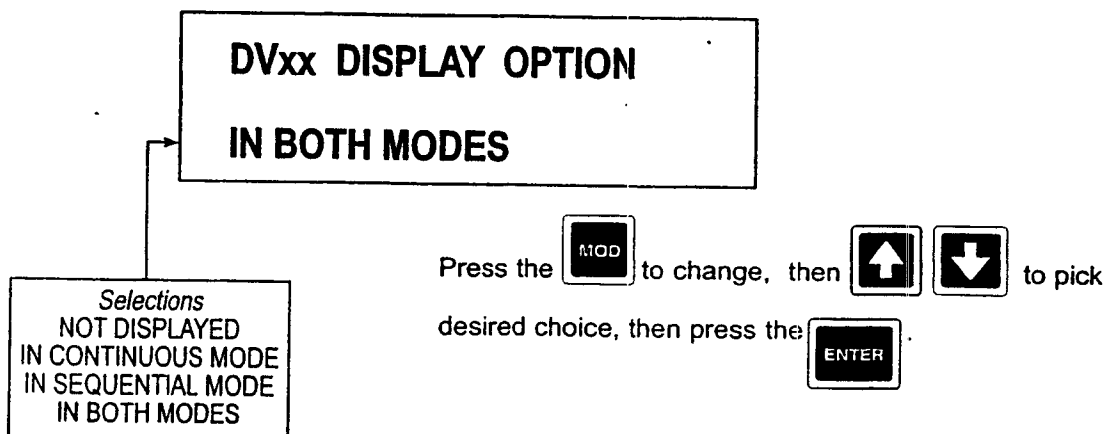 DVxx DISPLAY OPTION
IN BOTH MODES
Press the MOD to change, then to pick
desired choice, then press the ENTER .
Selections
NOT DISPLAYED
IN CONTINUOUS MODE
IN SEQUENTIAL MODE
IN BOTH MODES